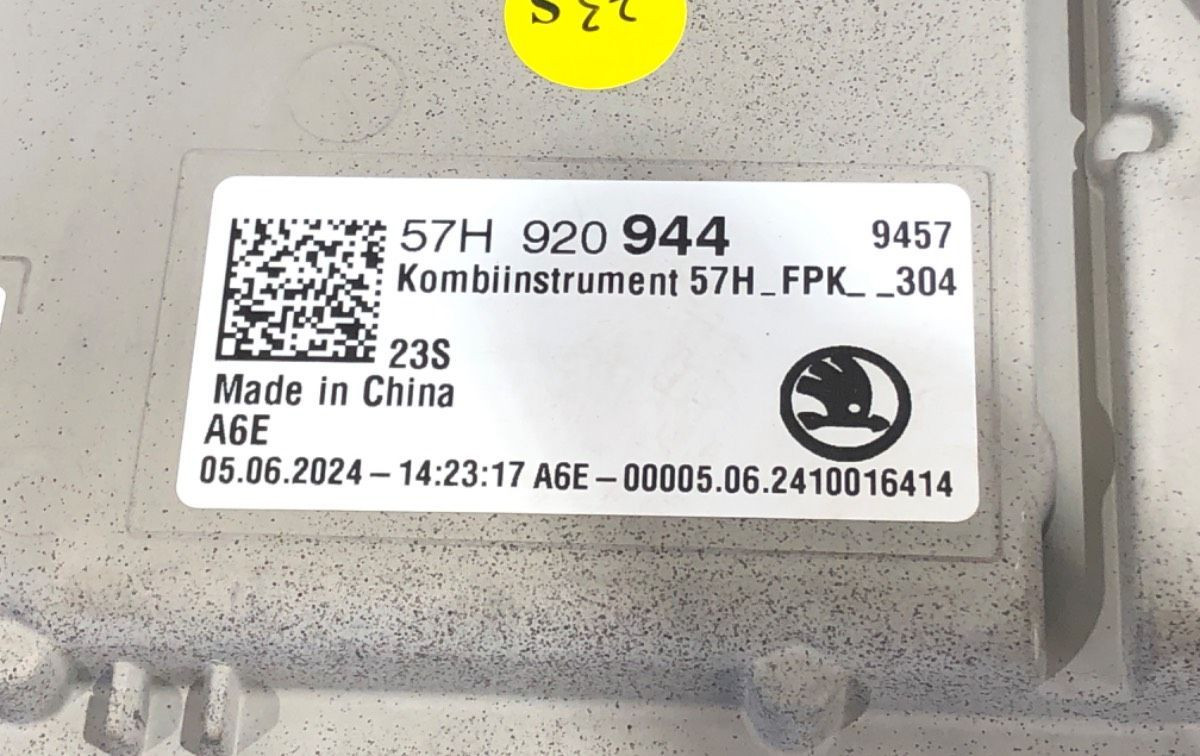 23S
57H 920 944 9457
Kombiinstrument 57H_FPK_ _304
23S
Made in China
A6E
05.06.2024 – 14:23:17 A6E – 00005.06.2410016414